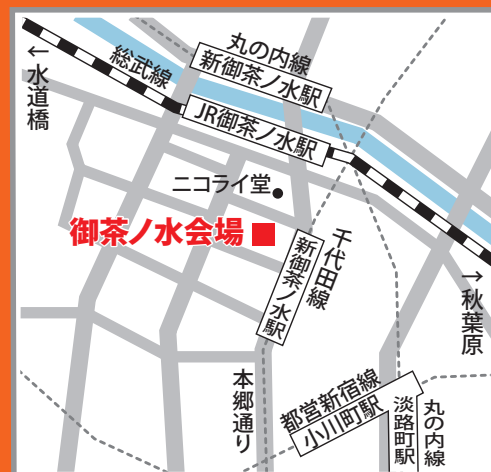 ←水道橋
総武線
丸の内線
新御茶ノ水駅
JR御茶ノ水駅
ニコライ堂
御茶ノ水会場
千代田線
新御茶ノ水駅
→秋葉原
本郷通り
都営新宿線
小川町駅
淡路町駅
丸の内線